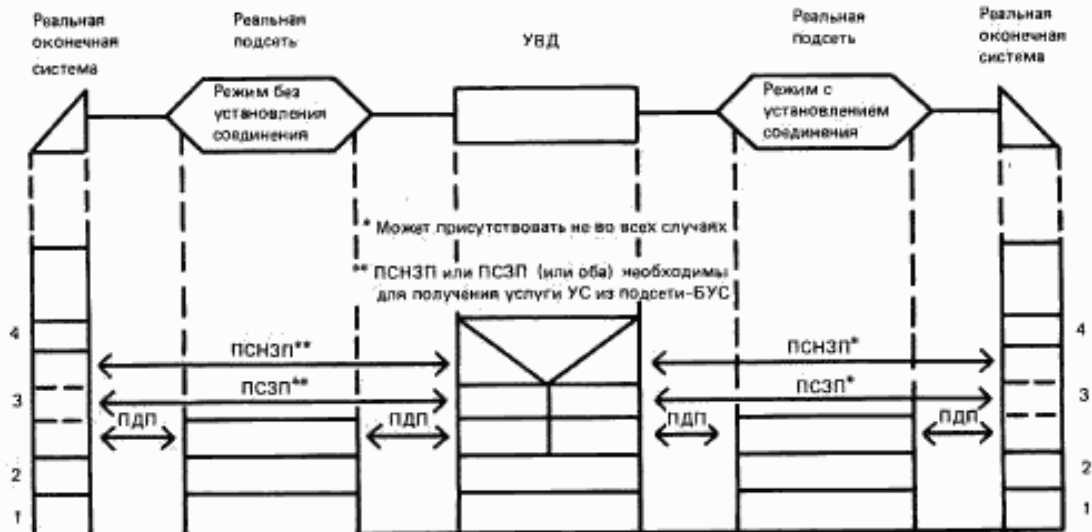 Реальная
оконечная
система
Реальная
подсеть
УВД
Реальная
подсеть
Реальная
оконечная
система
Режим без
установления
соединения
Режим с
установлением
соединения
* Может присутствовать не во всех случаях
** ПСНЗП или ПСЗП (или оба) необходимы
для получения услуги УС из подсети-БУС
4
ПСНЗП**
ПСНЗП*
4
3
ПСЗП**
ПСЗП*
3
ПДП
ПДП
ПДП
ПДП
2
2
1
1